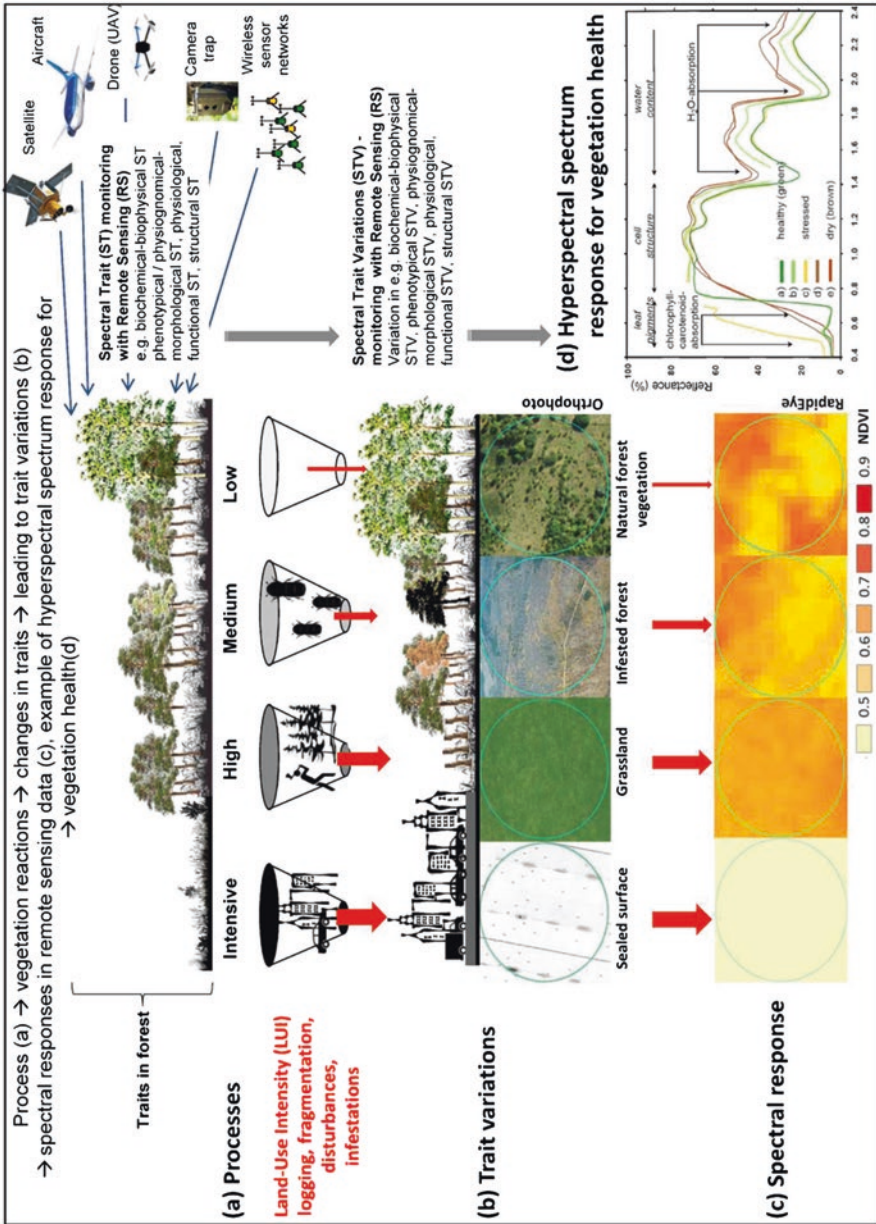 Process (a) → vegetation reactions → changes in traits → leading to trait variations (b)
→ spectral responses in remote sensing data (c), example of hyperspectral spectrum response for
→ vegetation health(d)
Satellite
Aircraft
Drone (UAV)
Camera
trap
Wireless
sensor
networks
Traits in forest
Spectral Trait (ST) monitoring
with Remote Sensing (RS)
e.g. biochemical-biophysical ST
phenotypical / physiognomical-
morphological ST, physiological,
functional ST, structural ST
(a) Processes
Intensive
High
Medium
Low
Land-Use Intensity (LUI)
logging, fragmentation,
disturbances,
infestations
Spectral Trait Variations (STV) -
monitoring with Remote Sensing (RS)
Variation in e.g. biochemical-biophysical
STV, phenotypical STV, physiognomical-
morphological STV, physiological,
functional STV, structural STV
(b) Trait variations
Orthophoto
Sealed surface
Grassland
Infested forest
Natural forest
vegetation
(c) Spectral response
RapidEye
0.5
0.6
0.7
0.8
0.9
NDVI
(d) Hyperspectral spectrum
response for vegetation health
Reflectance (%)
100
80
60
40
20
0
leaf
pigments
cell
structure
water
content
chlorophyll-
carotenoid-
absorption
H₂O-absorption
a)
b)
c)
d)
e)
healthy (green)
stressed
dry (brown)
0.4
0.6
0.8
1.0
1.2
1.4
1.6
1.8
2.0
2.2
2.4